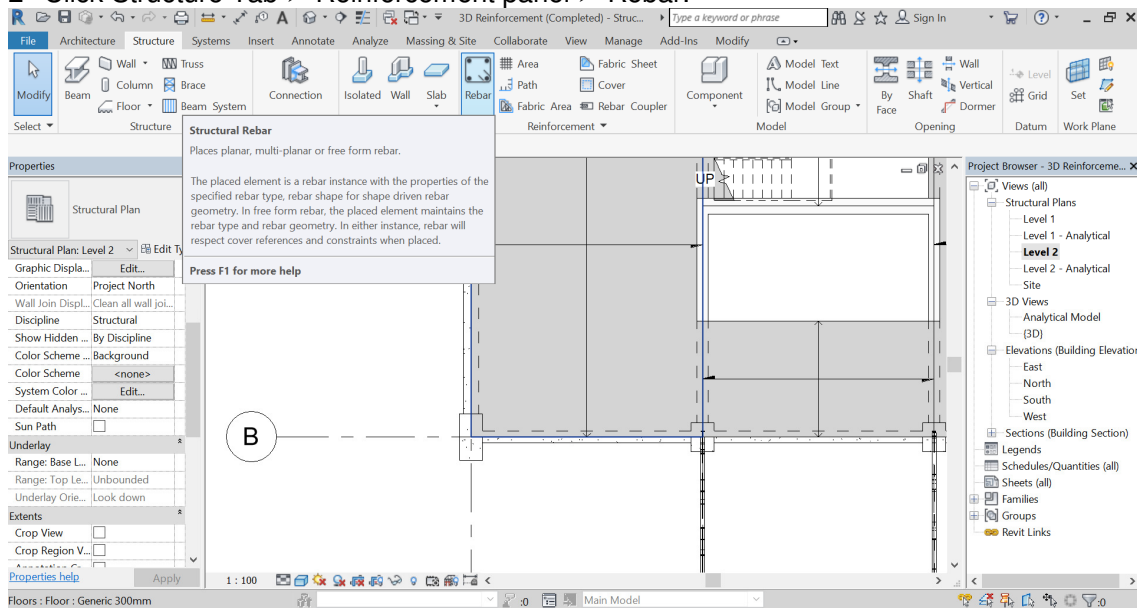 2- Click Structure Tab > Reinforcement panel > Rebar.
3D Reinforcement (Completed) - Struc... Type a keyword or phrase Sign In
File Architecture Structure Systems Insert Annotate Analyze Massing & Site Collaborate View Manage Add-Ins Modify
Modify Beam Wall Truss
Column Brace
Floor Beam System
Connection Isolated Wall Slab Rebar
Area Fabric Sheet
Path Cover
Fabric Area Rebar Coupler
Component
Model Text
Model Line
Model Group
By Face Shaft
Wall
Vertical
Dormer
Level
Grid
Set
Select Structure Reinforcement Model Opening Datum Work Plane
Structural Rebar
Places planar, multi-planar or free form rebar.
The placed element is a rebar instance with the properties of the
specified rebar type, rebar shape for shape driven rebar
geometry. In free form rebar, the placed element maintains the
rebar type and rebar geometry. In either instance, rebar will
respect cover references and constraints when placed.
Press F1 for more help
Properties
Structural Plan
Structural Plan: Level 2 Edit Ty
Graphic Displa... Edit...
Orientation Project North
Wall Join Displ... Clean all wall joi...
Discipline Structural
Show Hidden ... By Discipline
Color Scheme ... Background
Color Scheme <none>
System Color ... Edit...
Default Analys... None
Sun Path
Underlay
Range: Base L... None
Range: Top Le... Unbounded
Underlay Orie... Look down
Extents
Crop View
Crop Region V...
Properties help Apply
UP
B
Project Browser - 3D Reinforceme...
Views (all)
Structural Plans
Level 1
Level 1 - Analytical
Level 2
Level 2 - Analytical
Site
3D Views
Analytical Model
{3D}
Elevations (Building Elevation
East
North
South
West
Sections (Building Section)
Legends
Schedules/Quantities (all)
Sheets (all)
Families
Groups
Revit Links
1 : 100
Floors : Floor : Generic 300mm :0 Main Model :0